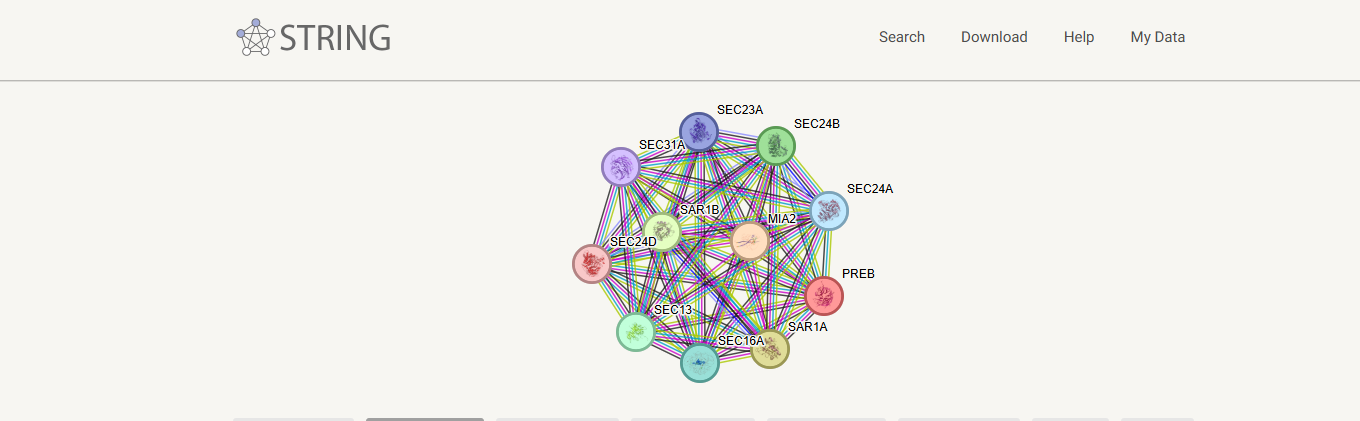 STRING
Search
Download
Help
My Data
SEC23A
SEC24B
SEC31A
SEC24A
SAR1B
MIA2
SEC24D
PREB
SEC13
SAR1A
SEC16A